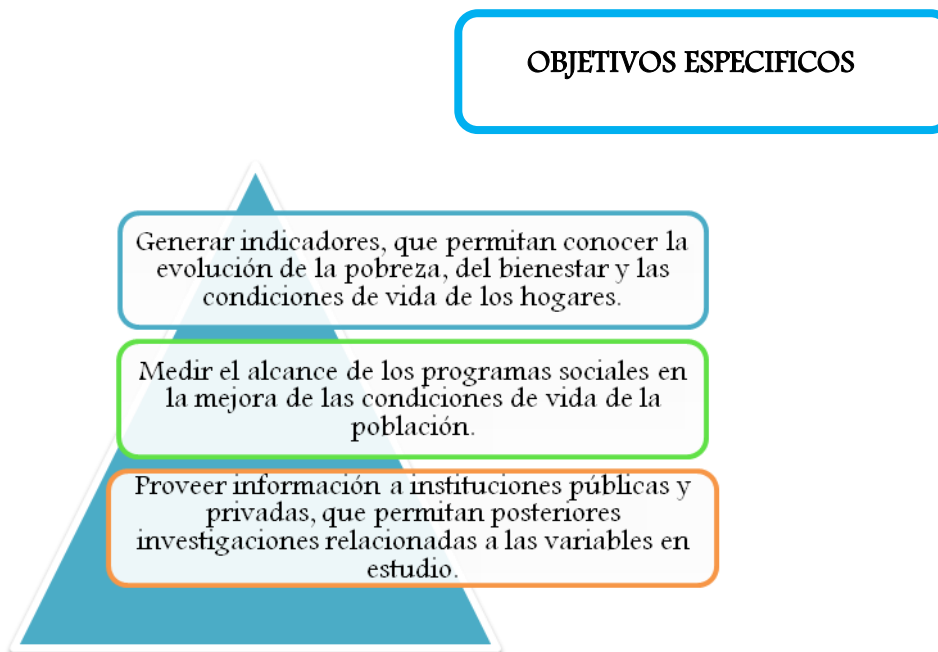 OBJETIVOS ESPECIFICOS
Generar indicadores, que permitan conocer la
evolución de la pobreza, del bienestar y las
condiciones de vida de los hogares.
Medir el alcance de los programas sociales en
la mejora de las condiciones de vida de la
población.
Proveer información a instituciones públicas y
privadas, que permitan posteriores
investigaciones relacionadas a las variables en
estudio.